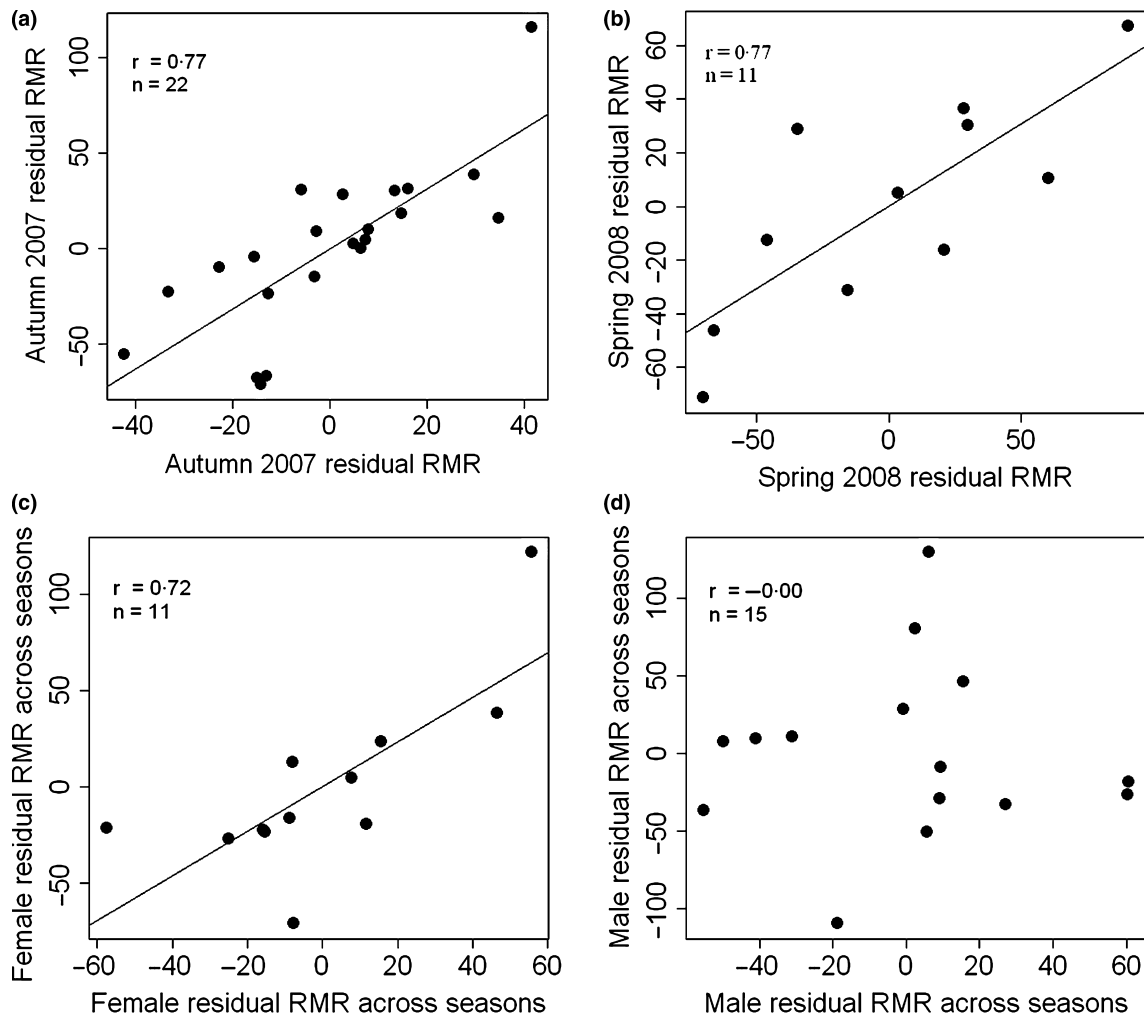 (a)
r = 0·77
n = 22
Autumn 2007 residual RMR
100
50
0
−50
−40 −20 0 20 40
Autumn 2007 residual RMR
(b)
r = 0·77
n = 11
Spring 2008 residual RMR
60
40
20
0
−20
−40
−60
−50 0 50
Spring 2008 residual RMR
(c)
r = 0·72
n = 11
Female residual RMR across seasons
100
50
0
−50
−60 −40 −20 0 20 40 60
Female residual RMR across seasons
(d)
r = −0·00
n = 15
Male residual RMR across seasons
100
50
0
−50
−100
−40 −20 0 20 40 60
Male residual RMR across seasons